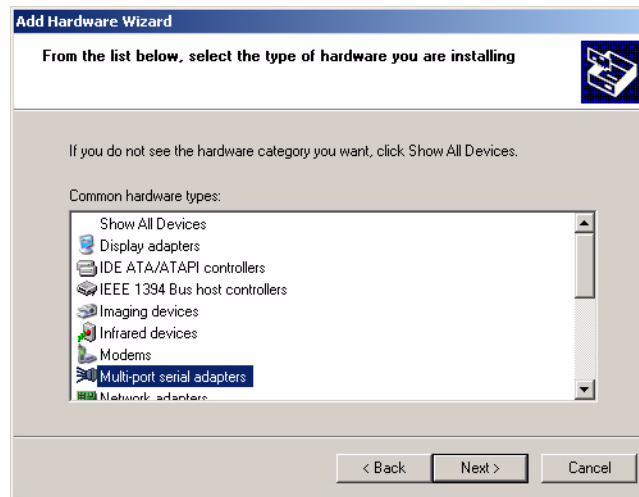 Add Hardware Wizard
From the list below, select the type of hardware you are installing
If you do not see the hardware category you want, click Show All Devices.
Common hardware types:
Show All Devices
Display adapters
IDE ATA/ATAPI controllers
IEEE 1394 Bus host controllers
Imaging devices
Infrared devices
Modems
Multi-port serial adapters
Network adapters
< Back
Next >
Cancel